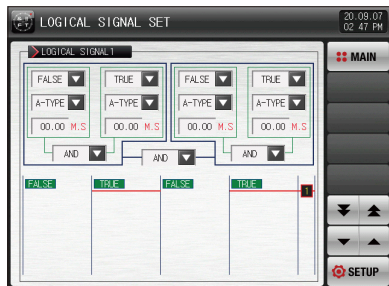 LOGICAL SIGNAL SET
20.09.07
02 47 PM
LOGICAL SIGNAL1
MAIN
FALSE TRUE FALSE TRUE
A-TYPE A-TYPE A-TYPE A-TYPE
00.00 M.S 00.00 M.S 00.00 M.S 00.00 M.S
AND AND AND
FALSE TRUE FALSE TRUE
1
SETUP